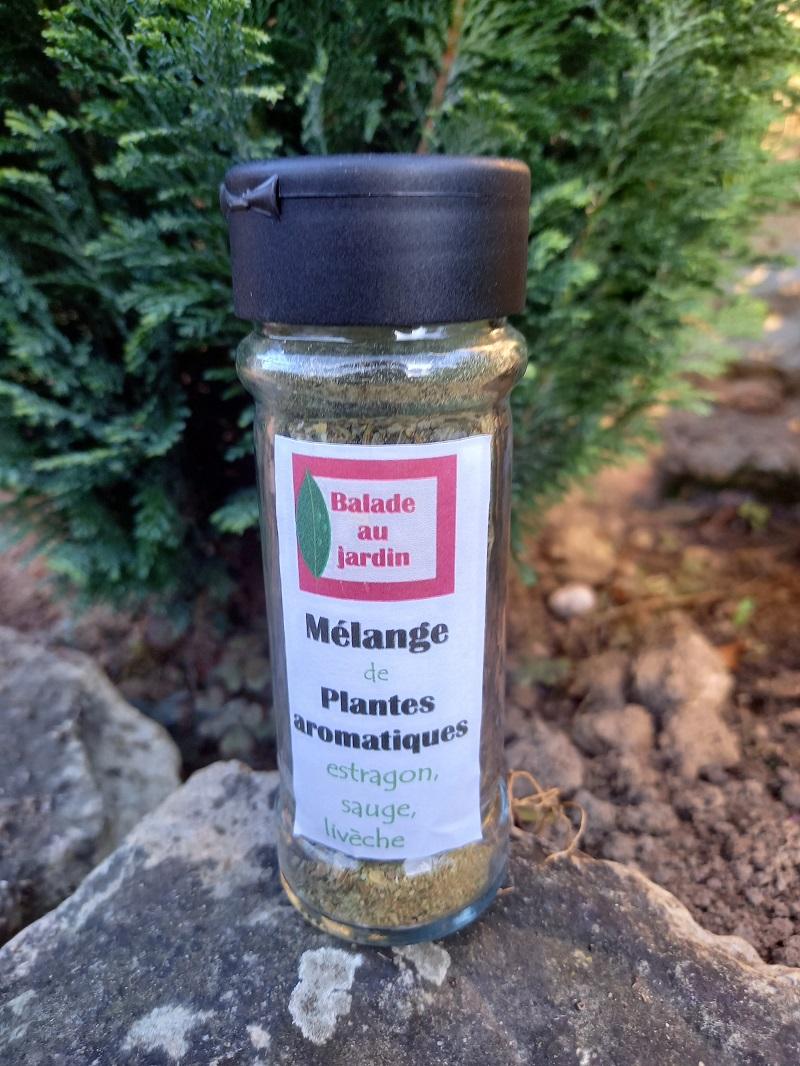 Balade
au
jardin
Mélange
de
Plantes
aromatiques
estragon,
sauge,
livèche